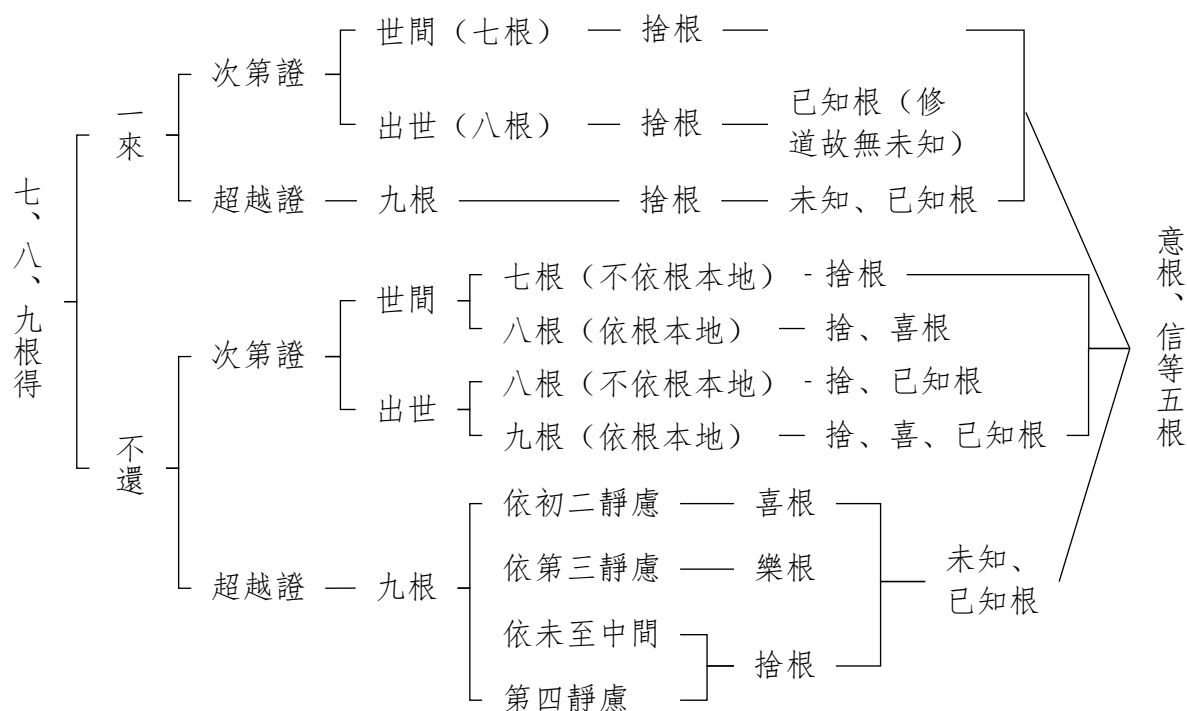 七、八、九根得
一來
次第證
世間（七根）
捨根
出世（八根）
捨根
已知根（修
道故無未知）
超越證
九根
捨根
未知、已知根
不還
次第證
世間
七根（不依根本地）
捨根
八根（依根本地）
捨、喜根
出世
八根（不依根本地）
捨、已知根
九根（依根本地）
捨、喜、已知根
超越證
九根
依初二靜慮
喜根
依第三靜慮
樂根
依未至中間
第四靜慮
捨根
未知、
已知根
意根、信等五根